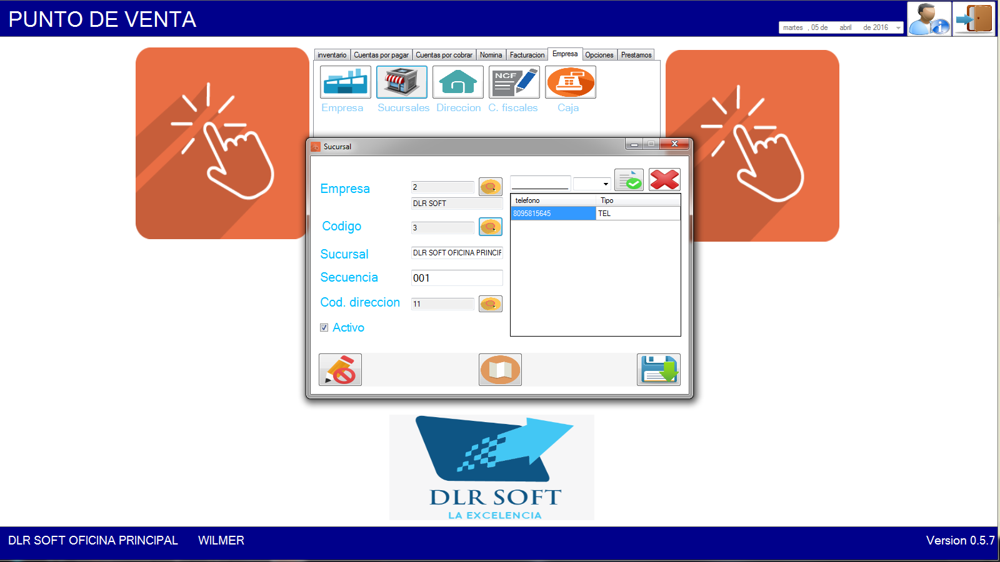 PUNTO DE VENTA
martes , 05 de abril de 2016
inventario Cuentas por pagar Cuentas por cobrar Nomina Facturacion Empresa Opciones Prestamos
NCF
Empresa Sucursales Direccion C. fiscales Caja
Sucursal
Empresa 2
DLR SOFT
telefono Tipo
8095815645 TEL
Codigo 3
Sucursal DLR SOFT OFICINA PRINCIF
Secuencia 001
Cod. direccion 11
Activo
DLR SOFT
LA EXCELENCIA
DLR SOFT OFICINA PRINCIPAL WILMER Version 0.5.7